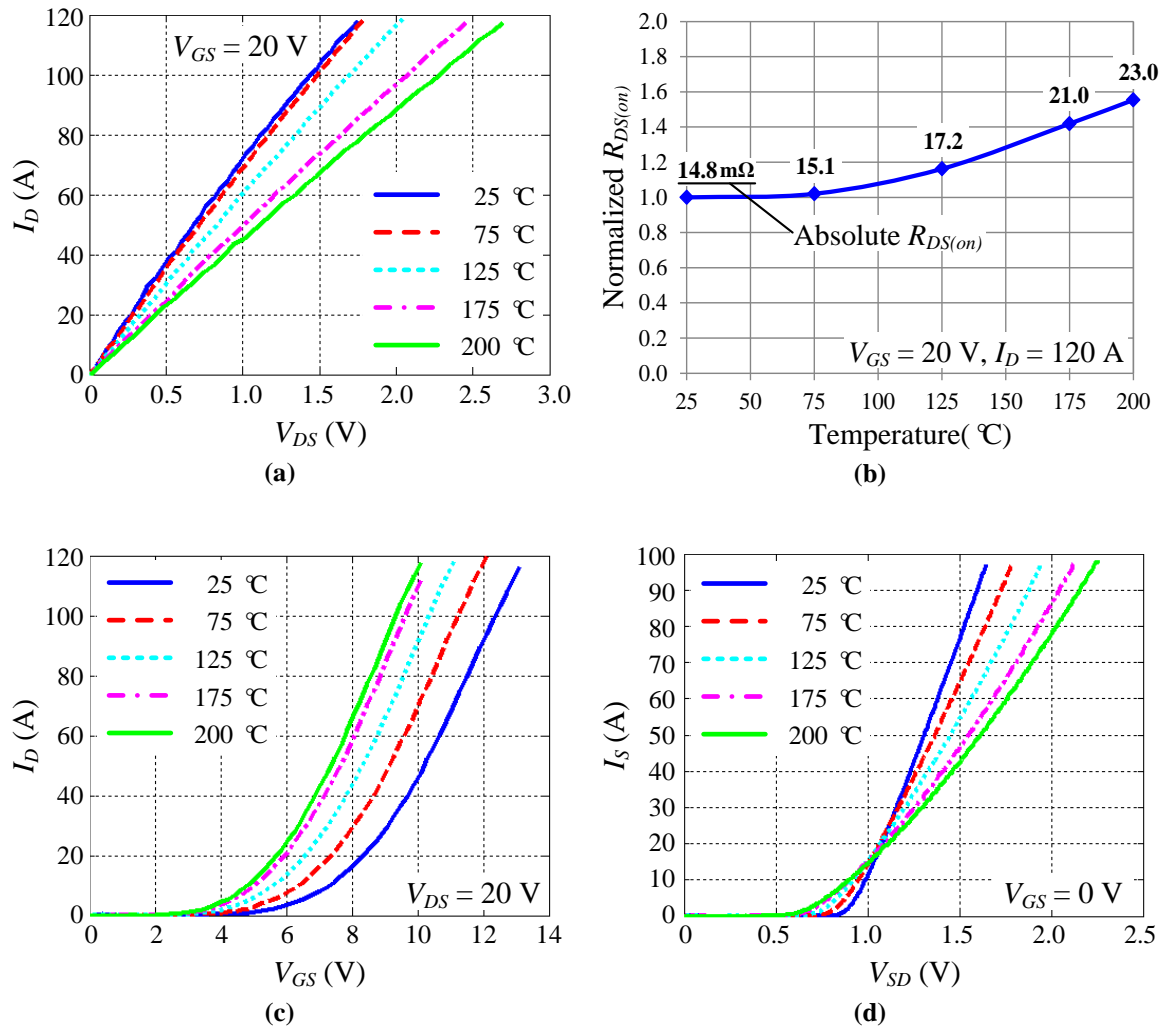 120
100
80
60
40
20
0
I_D (A)
V_GS = 20 V
25 °C
75 °C
125 °C
175 °C
200 °C
0 0.5 1.0 1.5 2.0 2.5 3.0
V_DS (V)
(a)
2.0
1.8
1.6
1.4
1.2
1.0
0.8
0.6
0.4
0.2
0.0
Normalized R_DS(on)
14.8 mΩ
15.1
17.2
21.0
23.0
Absolute R_DS(on)
V_GS = 20 V, I_D = 120 A
25 50 75 100 125 150 175 200
Temperature( °C)
(b)
120
100
80
60
40
20
0
I_D (A)
25 °C
75 °C
125 °C
175 °C
200 °C
V_DS = 20 V
0 2 4 6 8 10 12 14
V_GS (V)
(c)
100
90
80
70
60
50
40
30
20
10
0
I_S (A)
25 °C
75 °C
125 °C
175 °C
200 °C
V_GS = 0 V
0 0.5 1.0 1.5 2.0 2.5
V_SD (V)
(d)